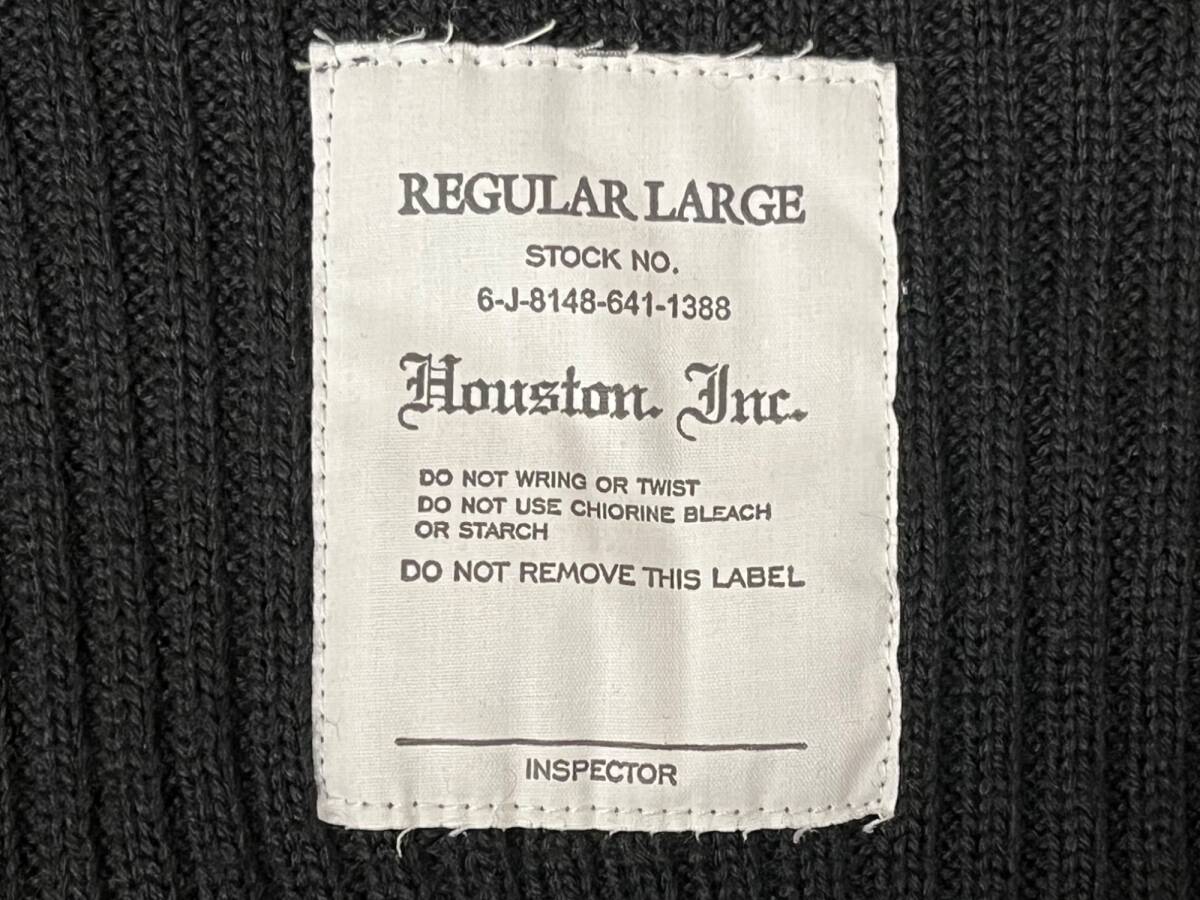 REGULAR LARGE
STOCK NO.
6-J-8148-641-1388
Houston. Inc.
DO NOT WRING OR TWIST
DO NOT USE CHIORINE BLEACH
OR STARCH
DO NOT REMOVE THIS LABEL
INSPECTOR